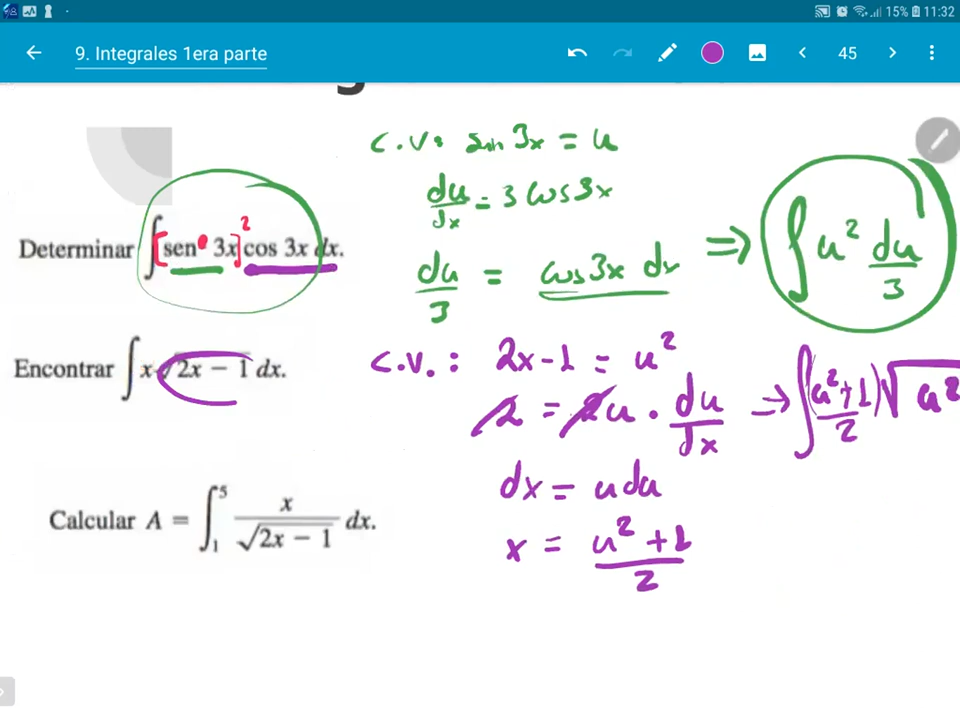 15% 11:32
9. Integrales 1era parte
45
Determinar ∫ [sen 3x]² cos 3x dx.
c.v: sin 3x = u
du/dx = 3 cos 3x
du/3 = cos 3x dx ⇒ ∫ u² du/3
Encontrar ∫ x √2x − 1 dx.
c.v.: 2x-1 = u²
2 = 2u · du/dx ⇒ ∫ (u²+1)/2 √u²
dx = u du
x = u²+1/2
Calcular A = ∫₁⁵ x/√2x − 1 dx.